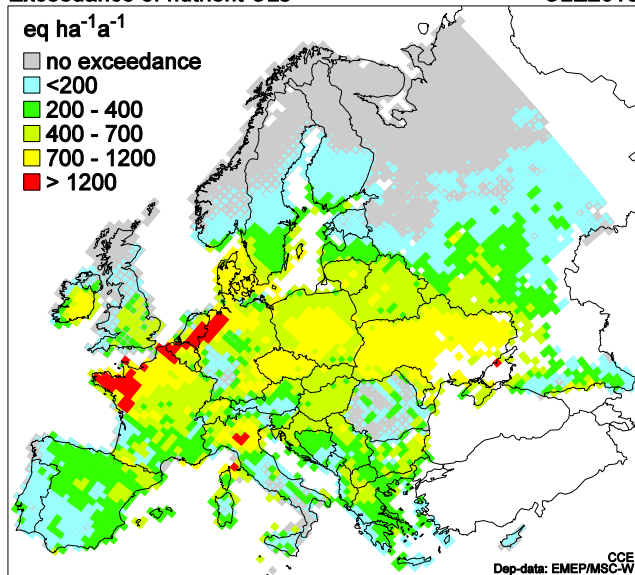 eq ha-1a-1
no exceedance
<200
200 - 400
400 - 700
700 - 1200
> 1200
CCE
Dep-data: EMEP/MSC-W